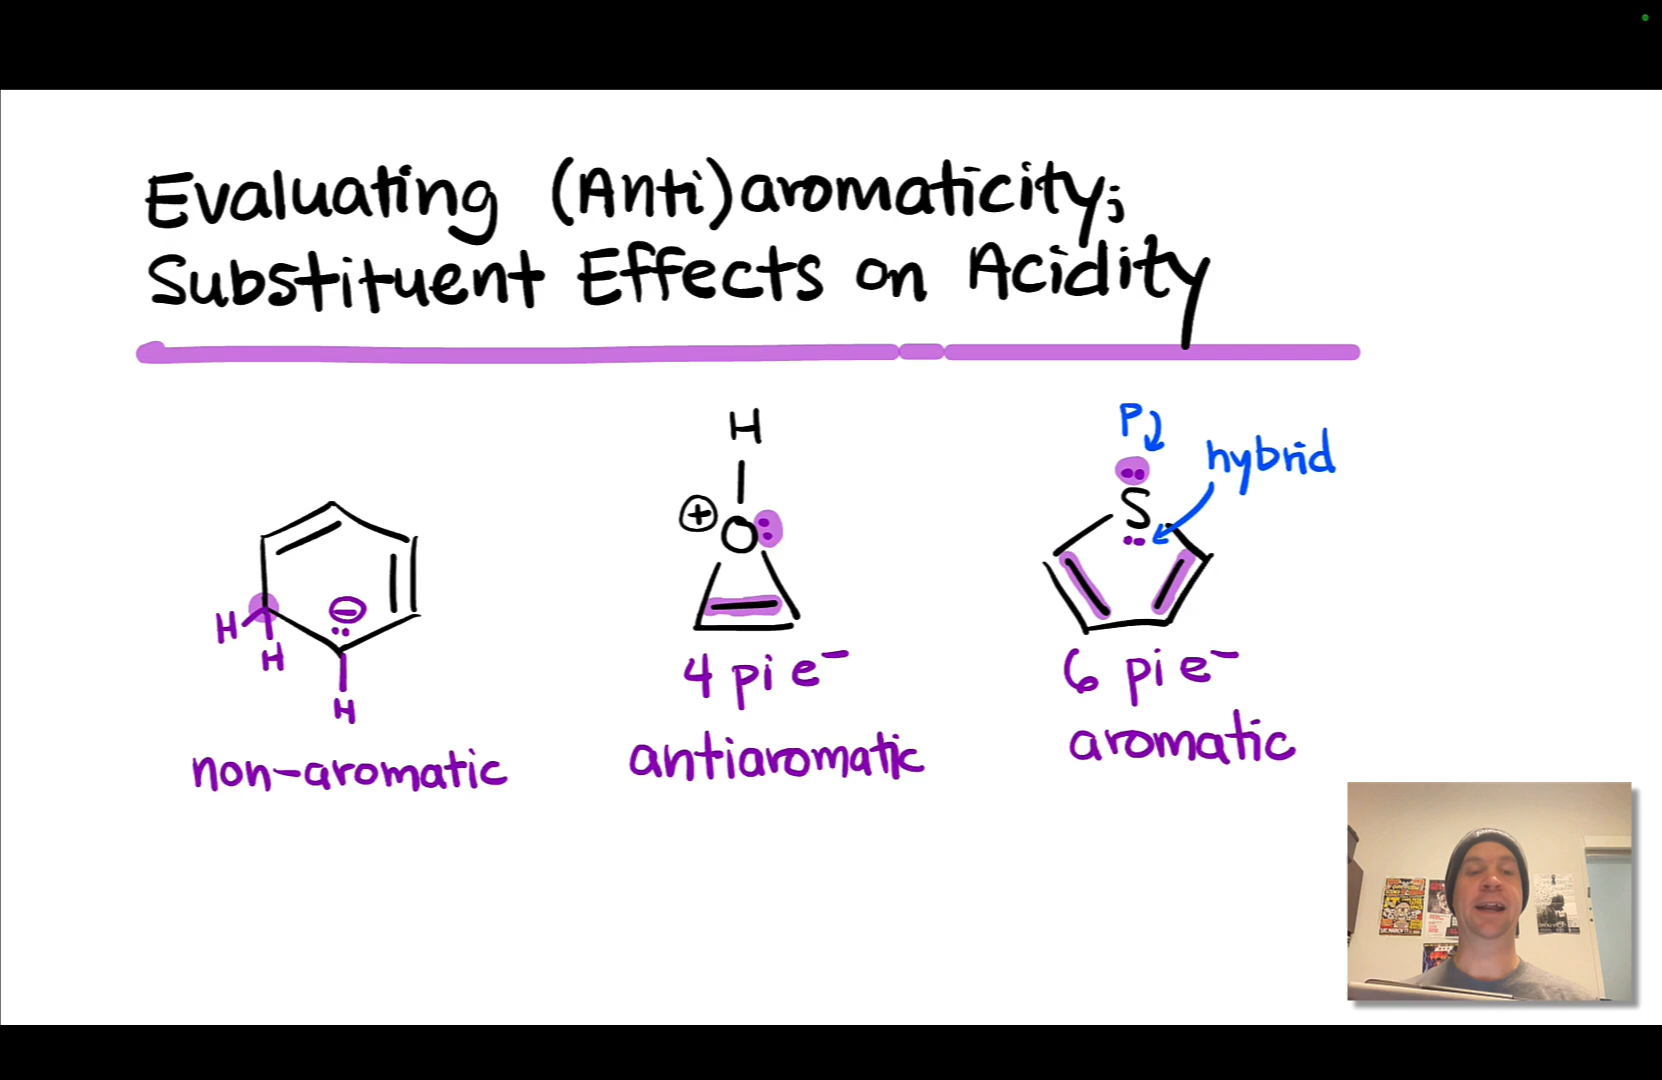 Evaluating (Anti)aromaticity;
Substituent Effects on Acidity
H
P
hybrid
⊕ O :
S
⊖
H
H
H
4 pi e⁻
6 pi e⁻
non-aromatic
antiaromatic
aromatic